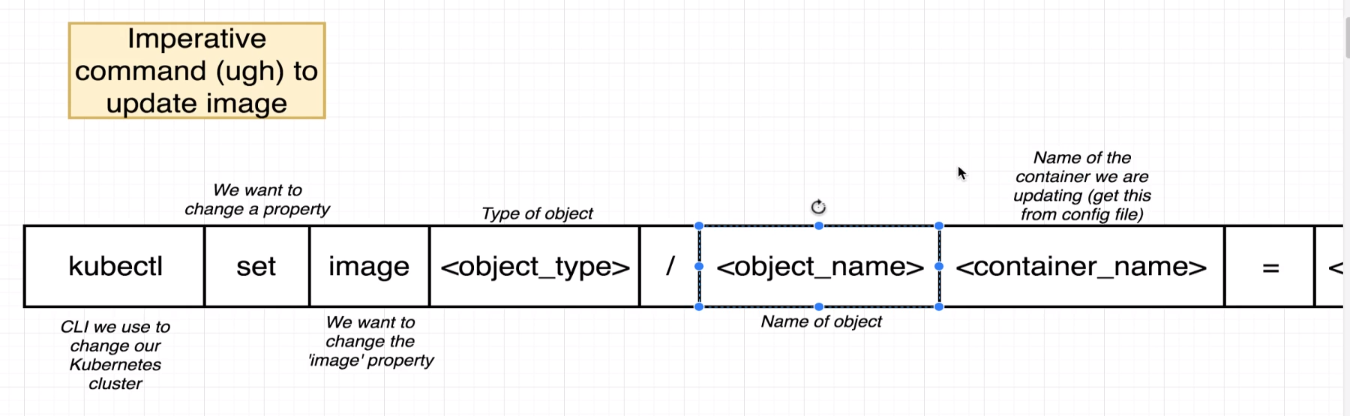 Imperative
command (ugh) to
update image
We want to
change a property
Type of object
Name of the
container we are
updating (get this
from config file)
kubectl set image <object_type> / <object_name> <container_name> = <
CLI we use to
change our
Kubernetes
cluster
We want to
change the
'image' property
Name of object